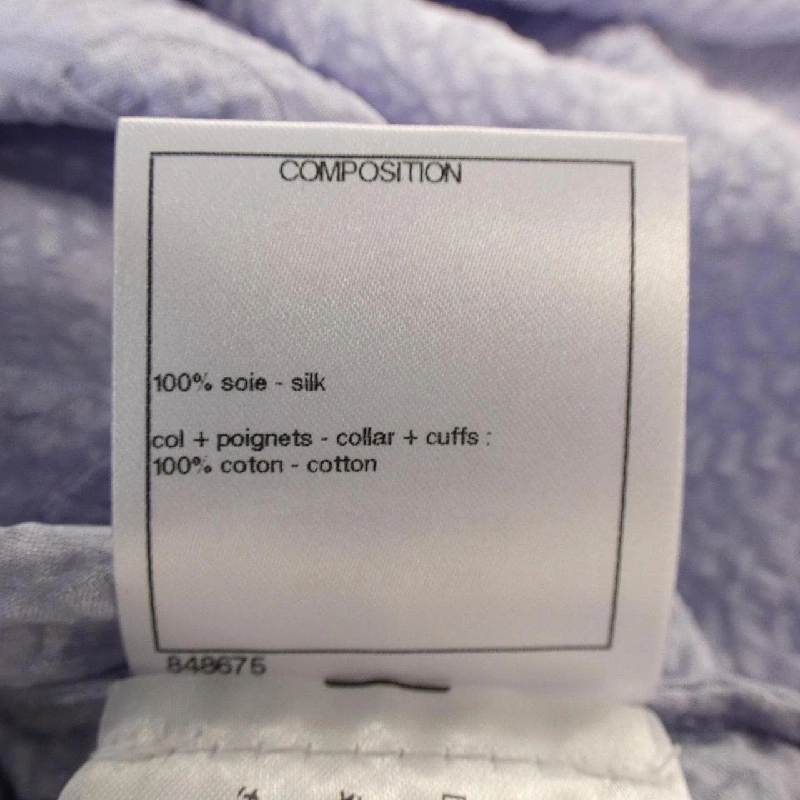 COMPOSITION
100% soie - silk
col + poignets - collar + cuffs :
100% coton - cotton
848675